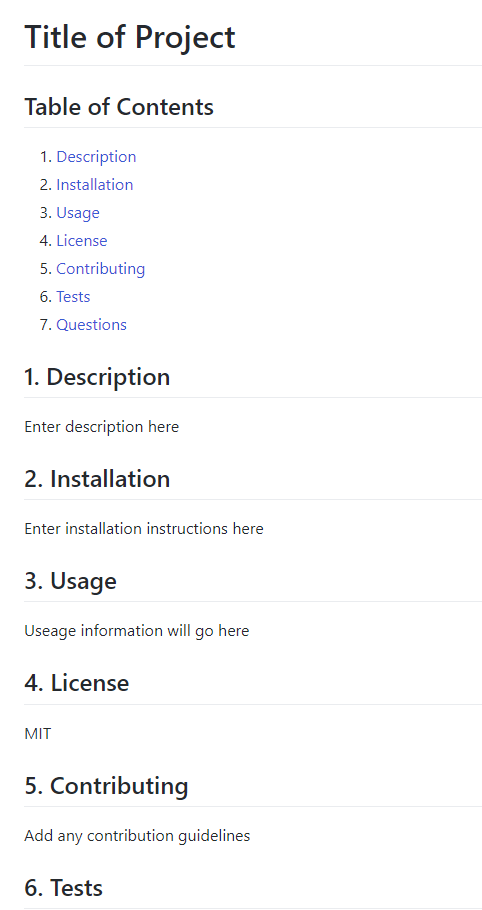 Title of Project
Table of Contents
1. Description
2. Installation
3. Usage
4. License
5. Contributing
6. Tests
7. Questions
1. Description
Enter description here
2. Installation
Enter installation instructions here
3. Usage
Useage information will go here
4. License
MIT
5. Contributing
Add any contribution guidelines
6. Tests